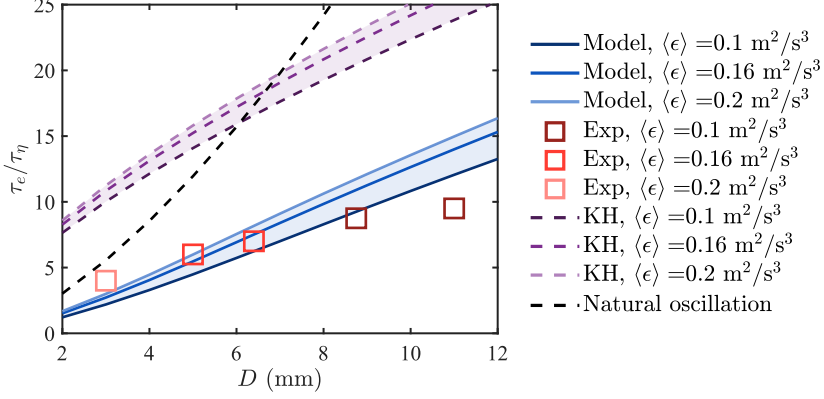 25
20
15
10
5
0
τe/τη
2
4
6
8
10
12
D (mm)
Model, ⟨ϵ⟩ =0.1 m²/s³
Model, ⟨ϵ⟩ =0.16 m²/s³
Model, ⟨ϵ⟩ =0.2 m²/s³
Exp, ⟨ϵ⟩ =0.1 m²/s³
Exp, ⟨ϵ⟩ =0.16 m²/s³
Exp, ⟨ϵ⟩ =0.2 m²/s³
KH, ⟨ϵ⟩ =0.1 m²/s³
KH, ⟨ϵ⟩ =0.16 m²/s³
KH, ⟨ϵ⟩ =0.2 m²/s³
Natural oscillation